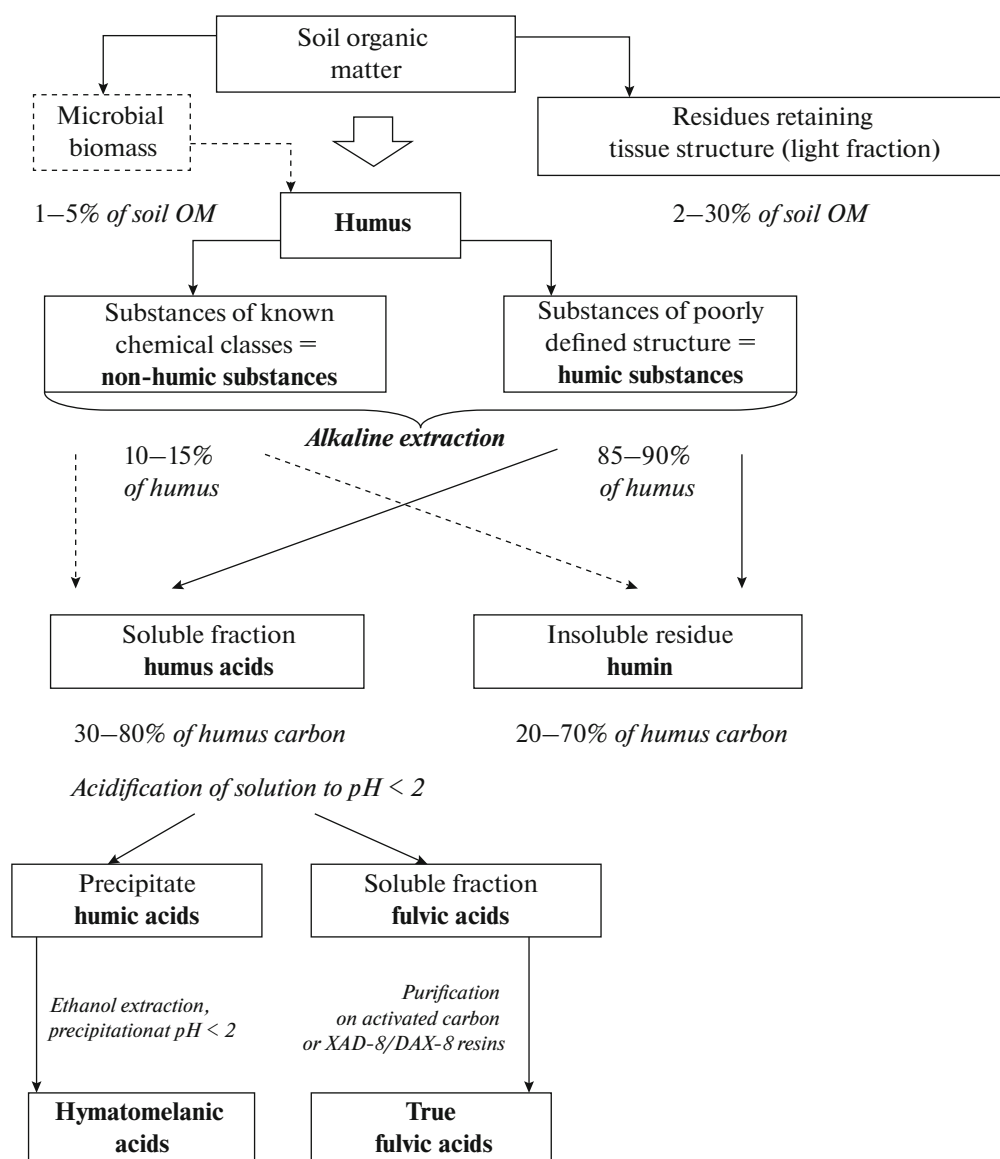 Soil organic
matter
Microbial
biomass
Residues retaining
tissue structure (light fraction)
1–5% of soil OM
2–30% of soil OM
Humus
Substances of known
chemical classes =
non-humic substances
Substances of poorly
defined structure =
humic substances
Alkaline extraction
10–15%
of humus
85–90%
of humus
Soluble fraction
humus acids
Insoluble residue
humin
30–80% of humus carbon
20–70% of humus carbon
Acidification of solution to pH < 2
Precipitate
humic acids
Soluble fraction
fulvic acids
Ethanol extraction,
precipitationat pH < 2
Purification
on activated carbon
or XAD-8/DAX-8 resins
Hymatomelanic
acids
True
fulvic acids